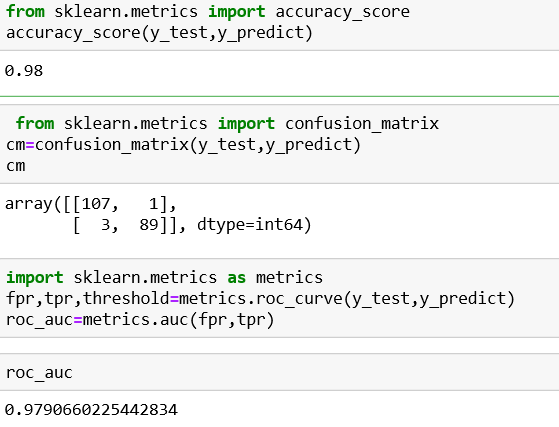 from sklearn.metrics import accuracy_score
accuracy_score(y_test,y_predict)
0.98
from sklearn.metrics import confusion_matrix
cm=confusion_matrix(y_test,y_predict)
cm
array([[107,   1],
       [  3,  89]], dtype=int64)
import sklearn.metrics as metrics
fpr,tpr,threshold=metrics.roc_curve(y_test,y_predict)
roc_auc=metrics.auc(fpr,tpr)
roc_auc
0.9790660225442834